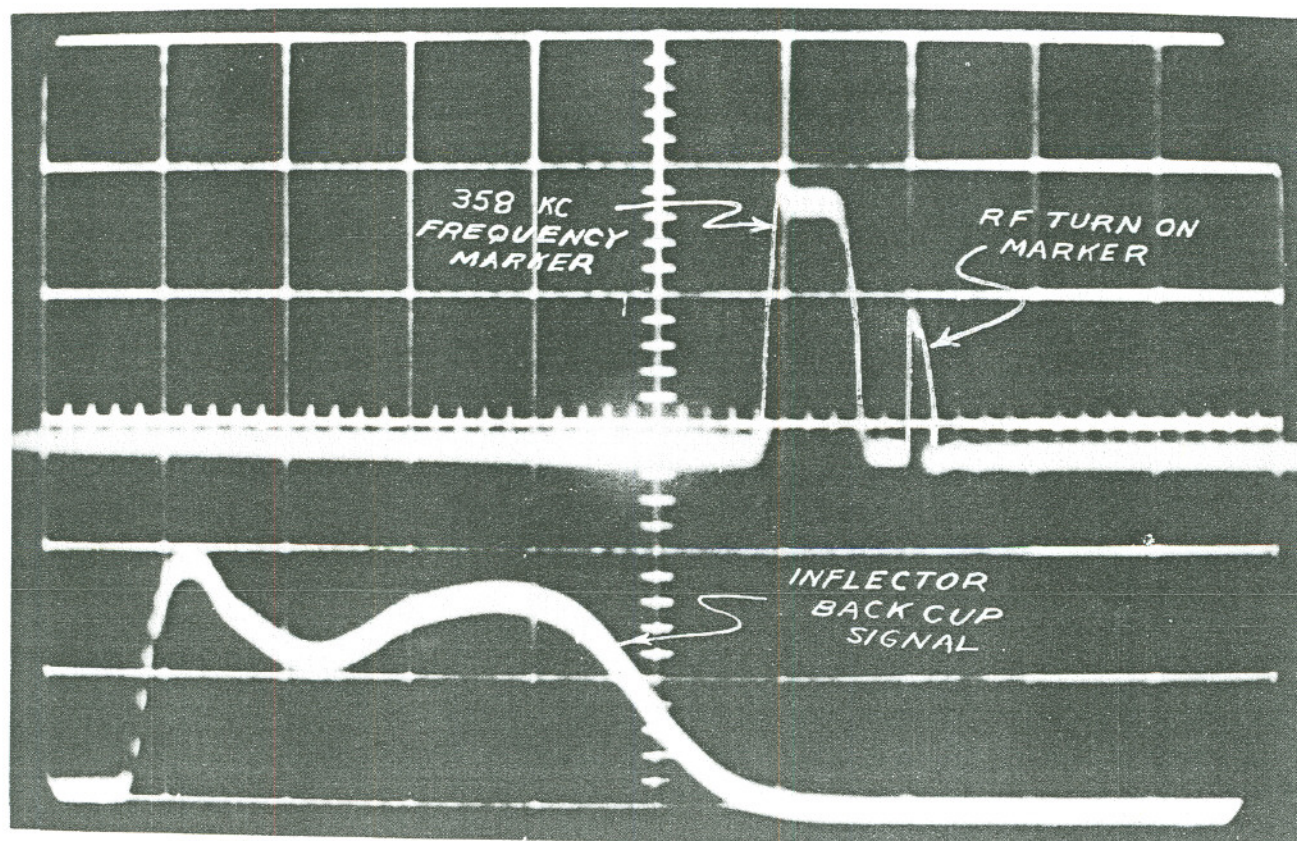 358 KC
FREQUENCY
MARKER
RF TURN ON
MARKER
INFLECTOR
BACK CUP
SIGNAL